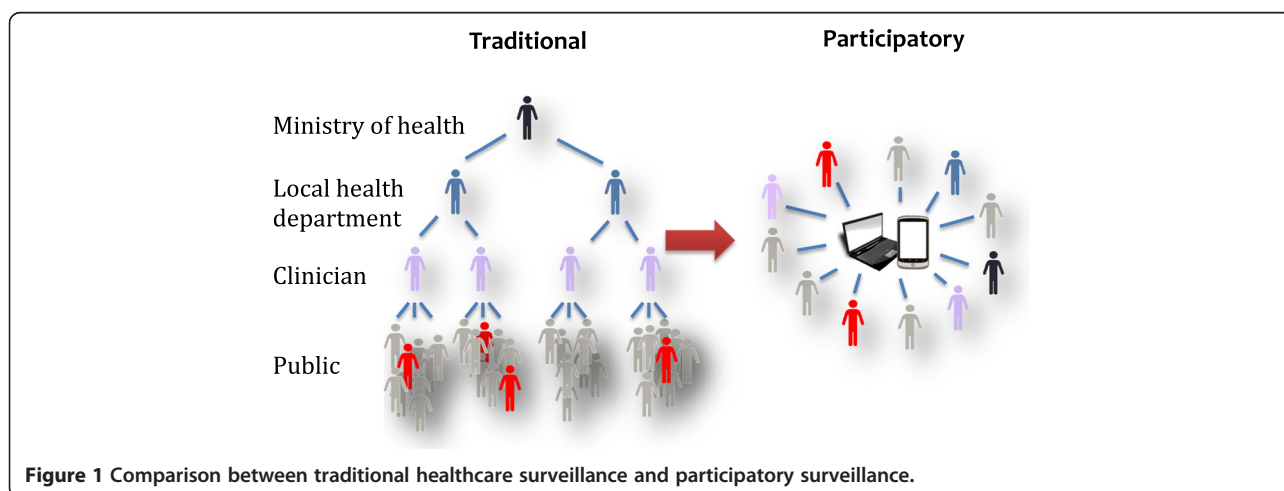 Traditional
Participatory
Ministry of health
Local health
department
Clinician
Public
Figure 1 Comparison between traditional healthcare surveillance and participatory surveillance.